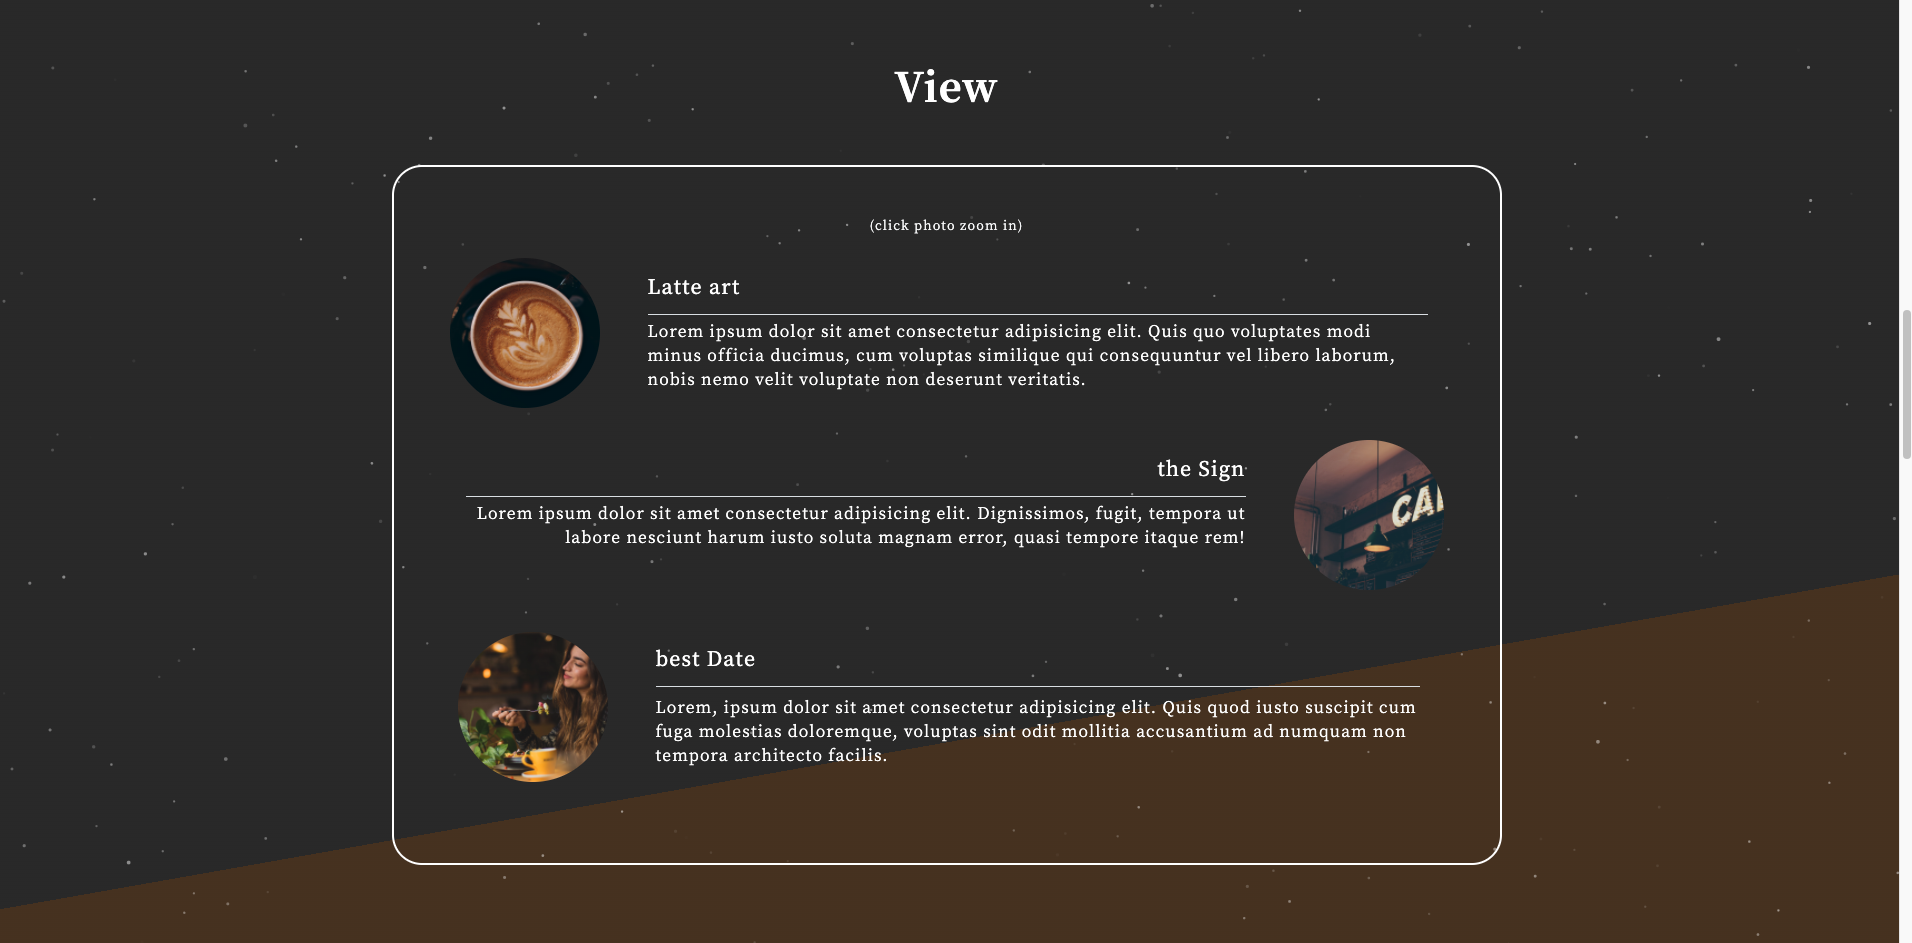 View
(click photo zoom in)
Latte art
Lorem ipsum dolor sit amet consectetur adipisicing elit. Quis quo voluptates modi
minus officia ducimus, cum voluptas similique qui consequuntur vel libero laborum,
nobis nemo velit voluptate non deserunt veritatis.
the Sign
Lorem ipsum dolor sit amet consectetur adipisicing elit. Dignissimos, fugit, tempora ut
labore nesciunt harum iusto soluta magnam error, quasi tempore itaque rem!
CA
best Date
Lorem, ipsum dolor sit amet consectetur adipisicing elit. Quis quod iusto suscipit cum
fuga molestias doloremque, voluptas sint odit mollitia accusantium ad numquam non
tempora architecto facilis.